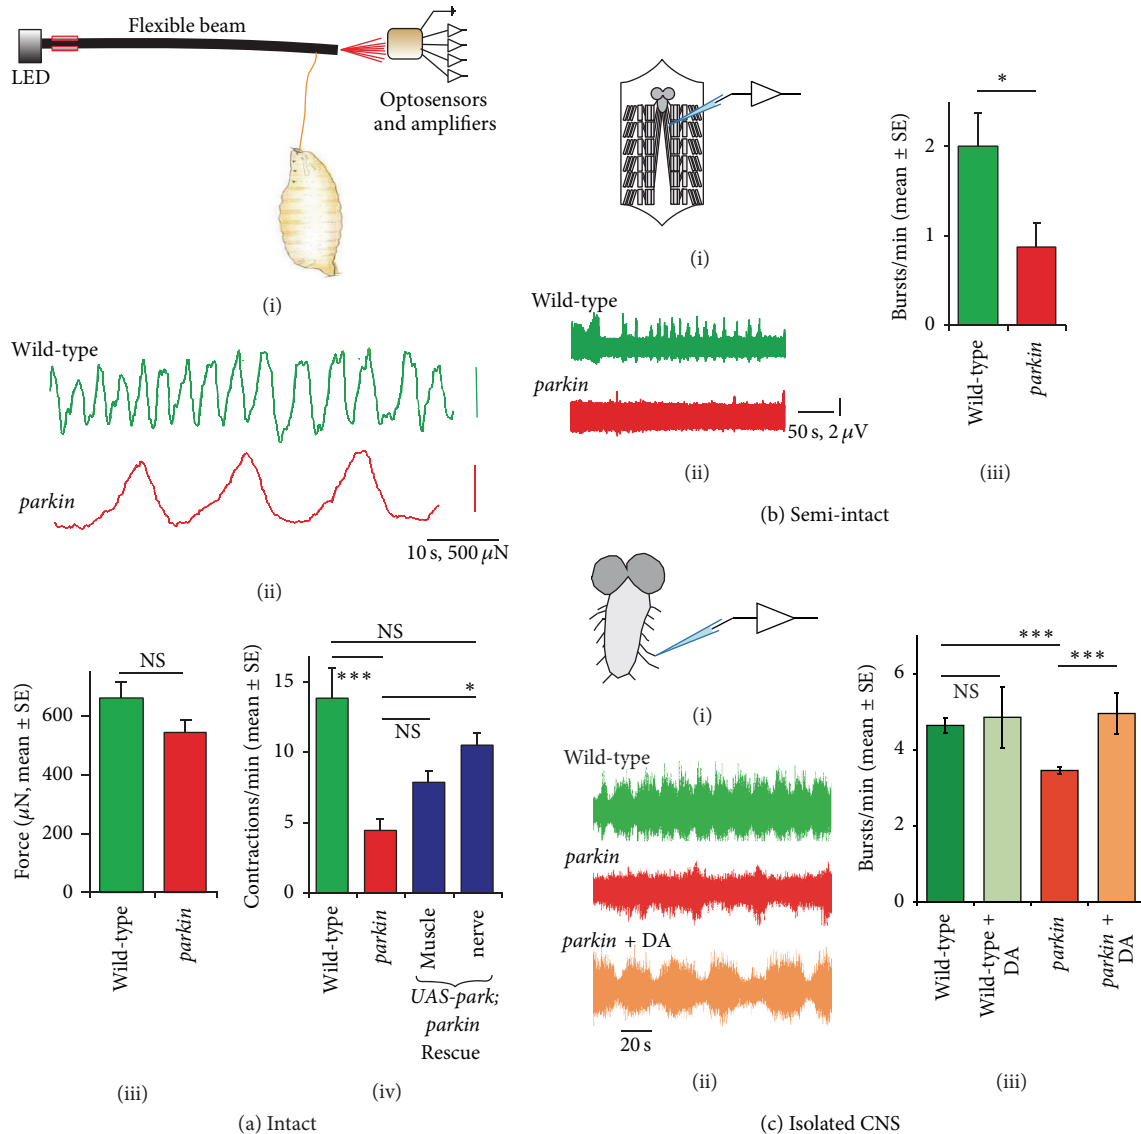 Flexible beam
LED
Optosensors
and amplifiers
(i)
Wild-type
parkin
10 s, 500 μN
(ii)
Force (μN, mean ± SE)
600
400
200
0
NS
Wild-type
parkin
(iii)
Contractions/min (mean ± SE)
15
10
5
0
NS
***
*
NS
Wild-type
parkin
Muscle
nerve
UAS-park;
parkin
Rescue
(iv)
(a) Intact
(i)
Wild-type
parkin
50 s, 2 μV
(ii)
Bursts/min (mean ± SE)
2
1
0
*
Wild-type
parkin
(iii)
(b) Semi-intact
(i)
Wild-type
parkin
parkin + DA
20 s
(ii)
Bursts/min (mean ± SE)
6
4
2
0
***
***
NS
Wild-type
Wild-type +
DA
parkin
parkin +
DA
(iii)
(c) Isolated CNS